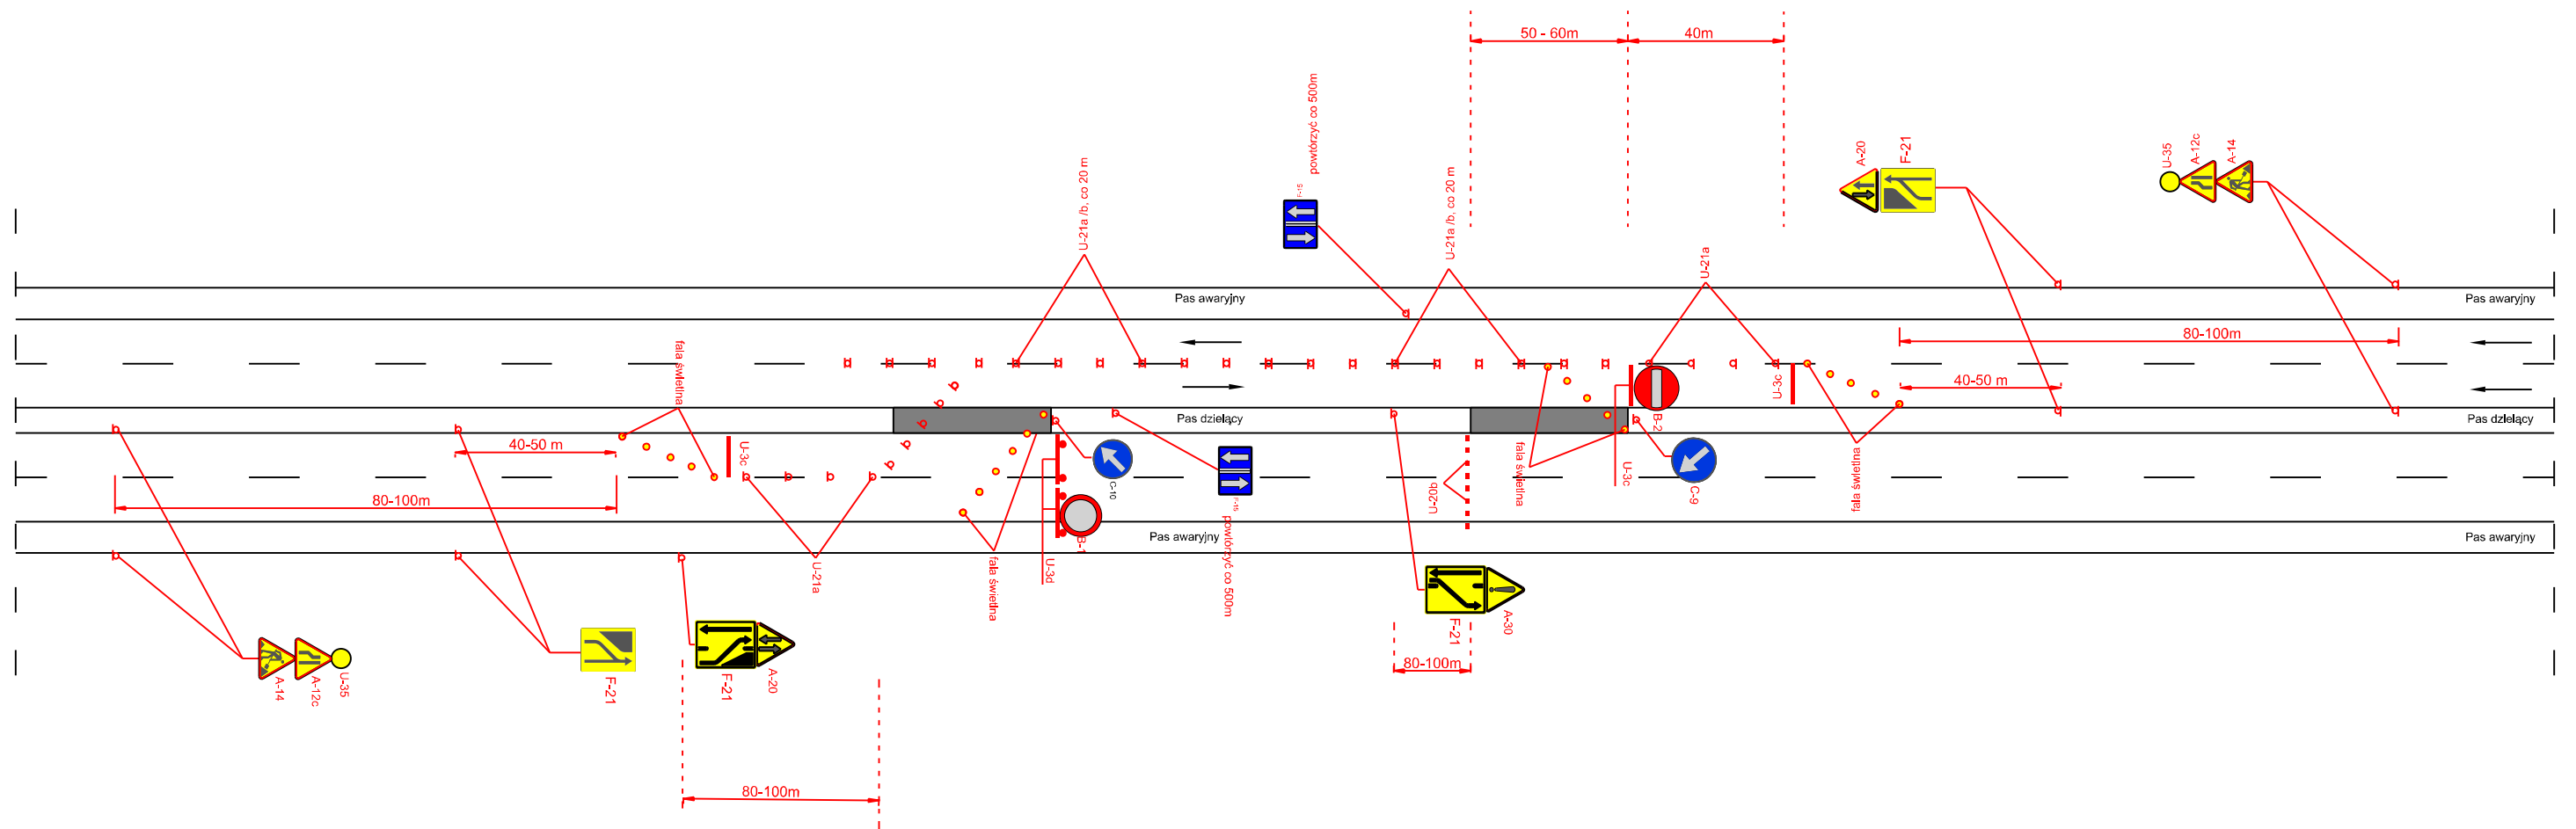 50 - 60m
40m
powtórzyć co 500m
F-15
U-21a /b, co 20 m
U-21a /b, co 20 m
U-21a
A-20
F-21
U-35
A-12c
A-14
Pas awaryjny
Pas awaryjny
80-100m
fala świetlna
U-3c
40-50 m
B-2
Pas dzielący
Pas dzielący
40-50 m
U-3c
80-100m
C-10
F-15
U-20b
fala świetlna
U-3c
C-9
fala świetlna
Pas awaryjny
Pas awaryjny
B-1
powtórzyć co 500m
U-21a
fala świetlna
U-3d
A-14
A-12c
U-35
F-21
F-21
A-20
F-21
A-30
80-100m
80-100m